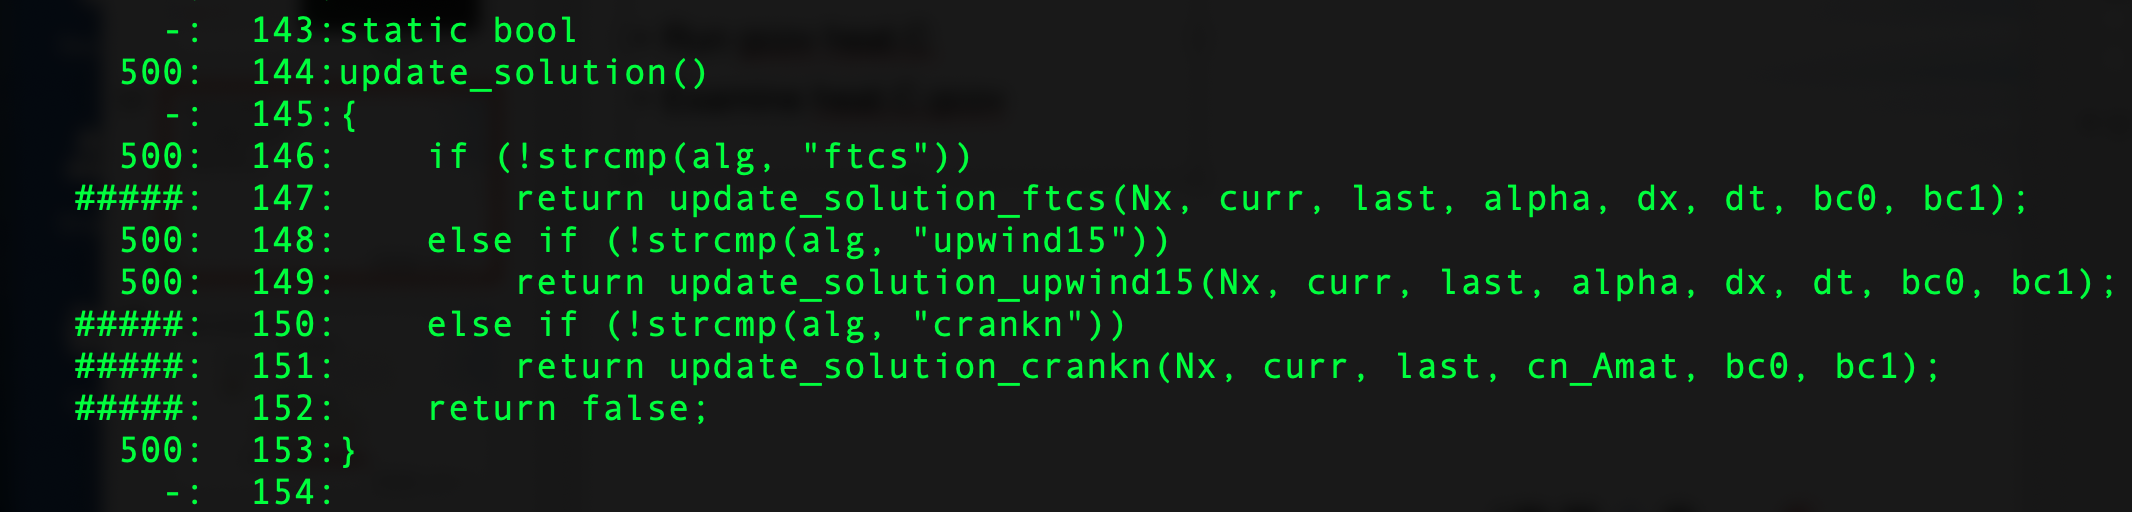 -: 143:static bool
500: 144:update_solution()
-: 145:{
500: 146:    if (!strcmp(alg, "ftcs"))
#####: 147:        return update_solution_ftcs(Nx, curr, last, alpha, dx, dt, bc0, bc1);
500: 148:    else if (!strcmp(alg, "upwind15"))
500: 149:        return update_solution_upwind15(Nx, curr, last, alpha, dx, dt, bc0, bc1);
#####: 150:    else if (!strcmp(alg, "crankn"))
#####: 151:        return update_solution_crankn(Nx, curr, last, cn_Amat, bc0, bc1);
#####: 152:    return false;
500: 153:}
-: 154: